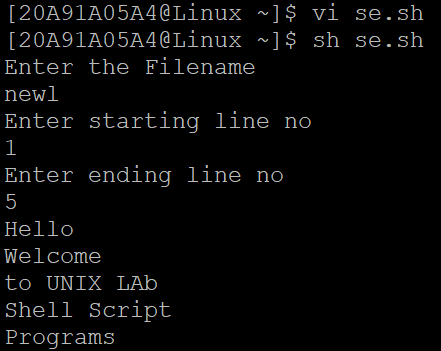 [20A91A05A4@Linux ~]$ vi se.sh
[20A91A05A4@Linux ~]$ sh se.sh
Enter the Filename
newl
Enter starting line no
1
Enter ending line no
5
Hello
Welcome
to UNIX LAb
Shell Script
Programs